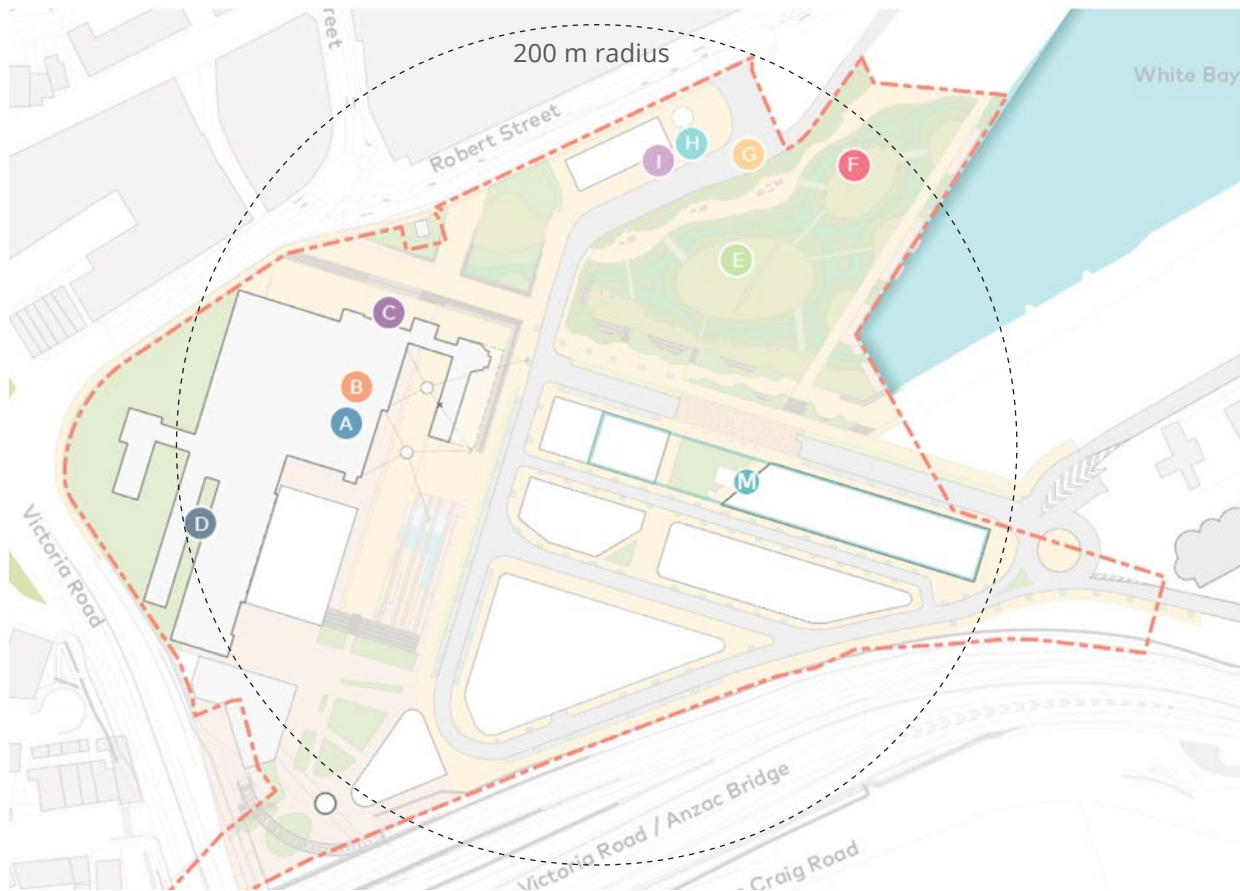 Street
200 m radius
White Bay
Robert Street
H
I
G
F
E
C
B
A
M
D
Victoria Road
Victoria Road / Anzac Bridge
Craig Road